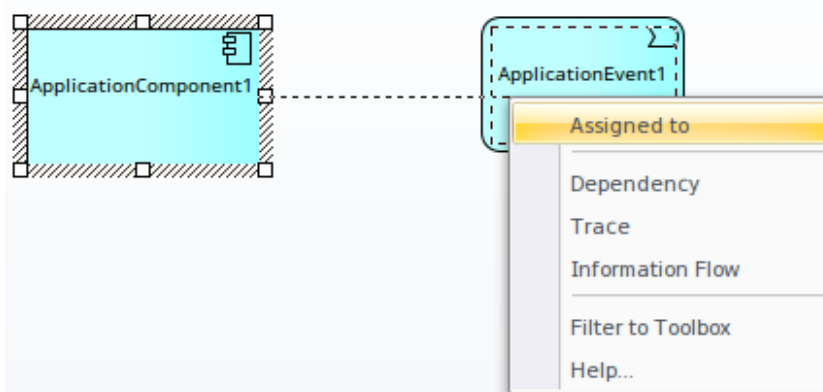 ApplicationComponent1
ApplicationEvent1
Assigned to
Dependency
Trace
Information Flow
Filter to Toolbox
Help...